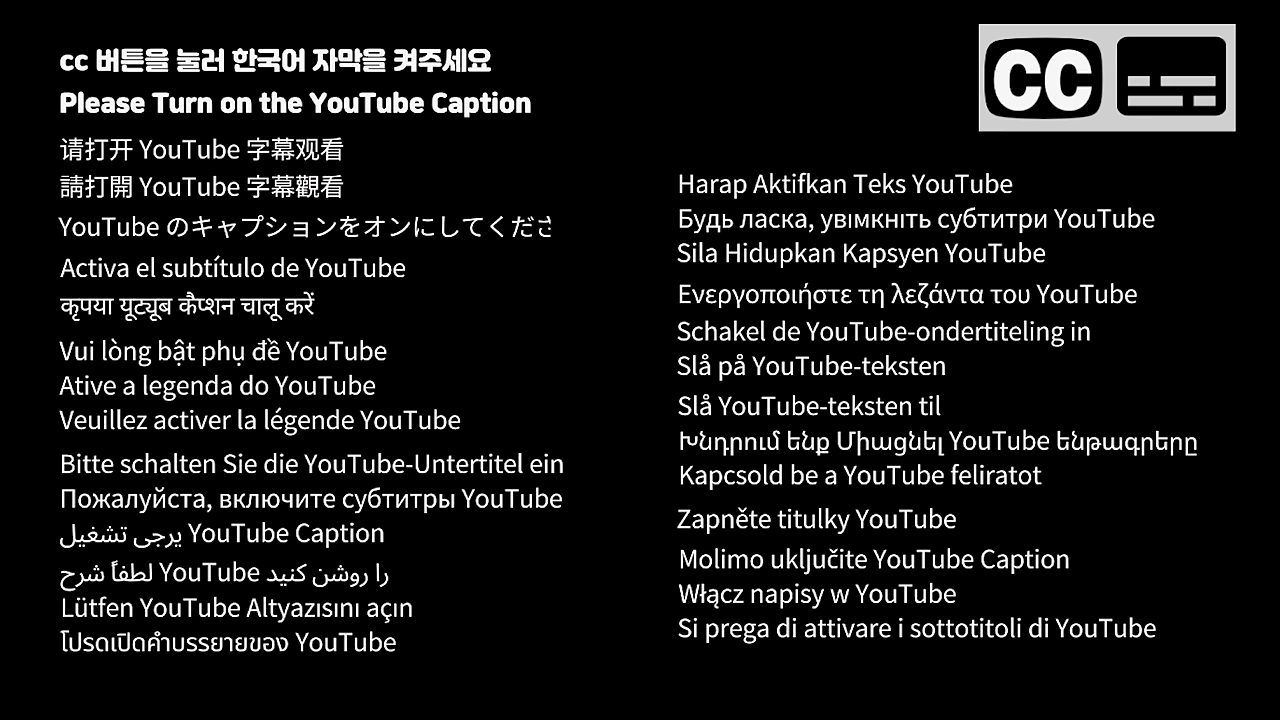 cc 버튼을 눌러 한국어 자막을 켜주세요
Please Turn on the YouTube Caption
请打开 YouTube 字幕观看
請打開 YouTube 字幕觀看
YouTube のキャプションをオンにしてくださ
Activa el subtítulo de YouTube
कृपया यूट्यूब कैप्शन चालू करें
Vui lòng bật phụ đề YouTube
Ative a legenda do YouTube
Veuillez activer la légende YouTube
Bitte schalten Sie die YouTube-Untertitel ein
Пожалуйста, включите субтитры YouTube
يرجى تشغيل YouTube Caption
لطفاً شرح YouTube را روشن کنید
Lütfen YouTube Altyazısını açın
โปรดเปิดคำบรรยายของ YouTube
CC
Harap Aktifkan Teks YouTube
Будь ласка, увімкніть субтитри YouTube
Sila Hidupkan Kapsyen YouTube
Ενεργοποιήστε τη λεζάντα του YouTube
Schakel de YouTube-ondertiteling in
Slå på YouTube-teksten
Slå YouTube-teksten til
Խնդրում ենք Միացնել YouTube ենթագրերը
Kapcsold be a YouTube feliratot
Zapněte titulky YouTube
Molimo uključite YouTube Caption
Włącz napisy w YouTube
Si prega di attivare i sottotitoli di YouTube